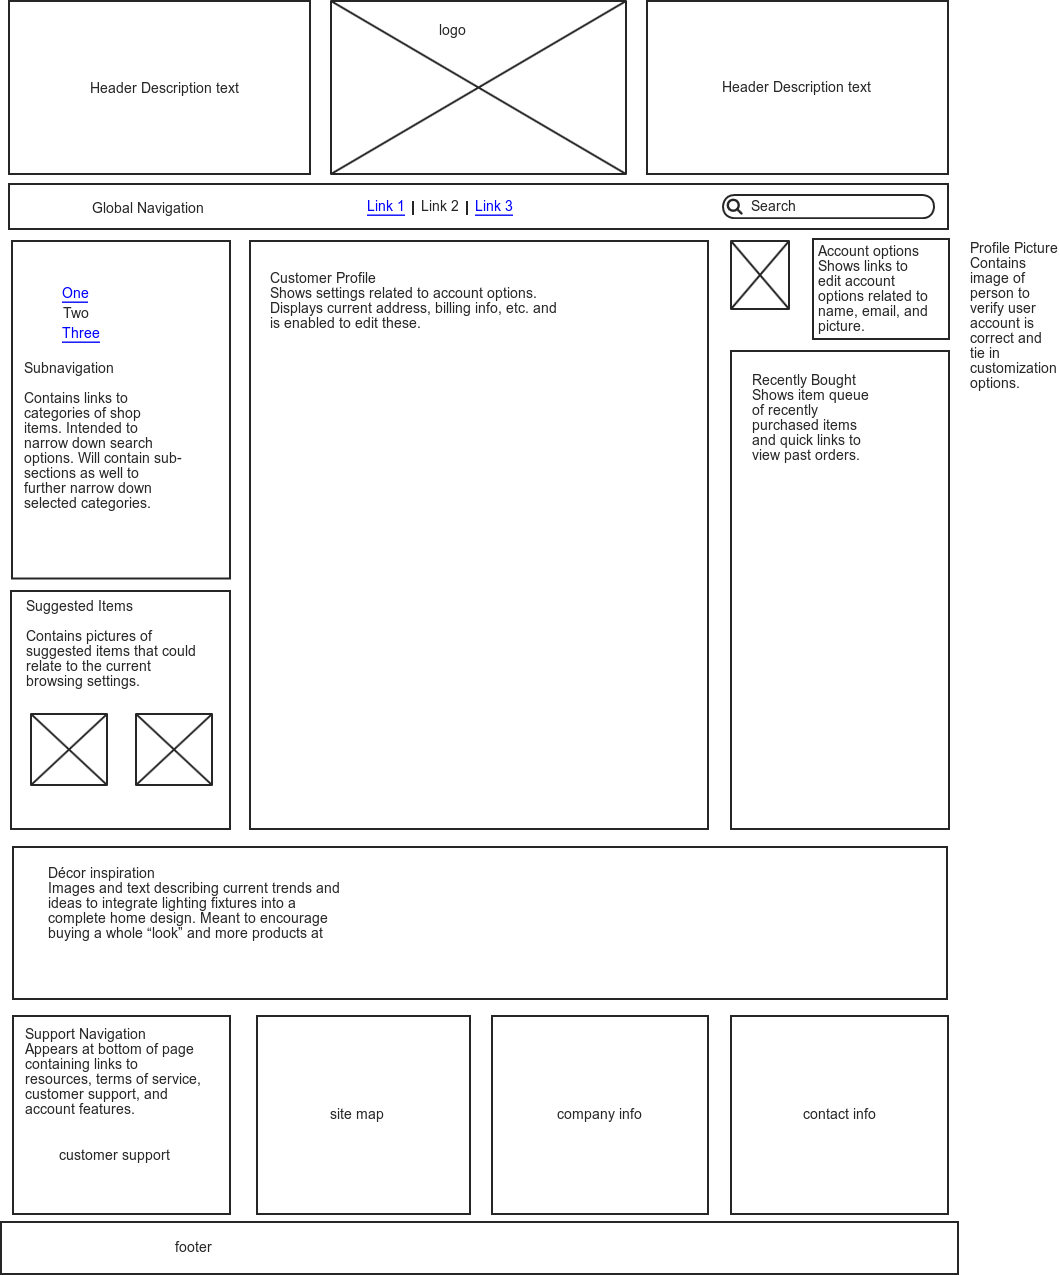 logo
Header Description text
Header Description text
Global Navigation
Link 1 | Link 2 | Link 3
Search
One
Two
Three
Subnavigation
Contains links to
categories of shop
items. Intended to
narrow down search
options. Will contain sub-
sections as well to
further narrow down
selected categories.
Customer Profile
Shows settings related to account options.
Displays current address, billing info, etc. and
is enabled to edit these.
Account options
Shows links to
edit account
options related to
name, email, and
picture.
Profile Picture
Contains
image of
person to
verify user
account is
correct and
tie in
customization
options.
Recently Bought
Shows item queue
of recently
purchased items
and quick links to
view past orders.
Suggested Items
Contains pictures of
suggested items that could
relate to the current
browsing settings.
Décor inspiration
Images and text describing current trends and
ideas to integrate lighting fixtures into a
complete home design. Meant to encourage
buying a whole “look” and more products at
Support Navigation
Appears at bottom of page
containing links to
resources, terms of service,
customer support, and
account features.
customer support
site map
company info
contact info
footer